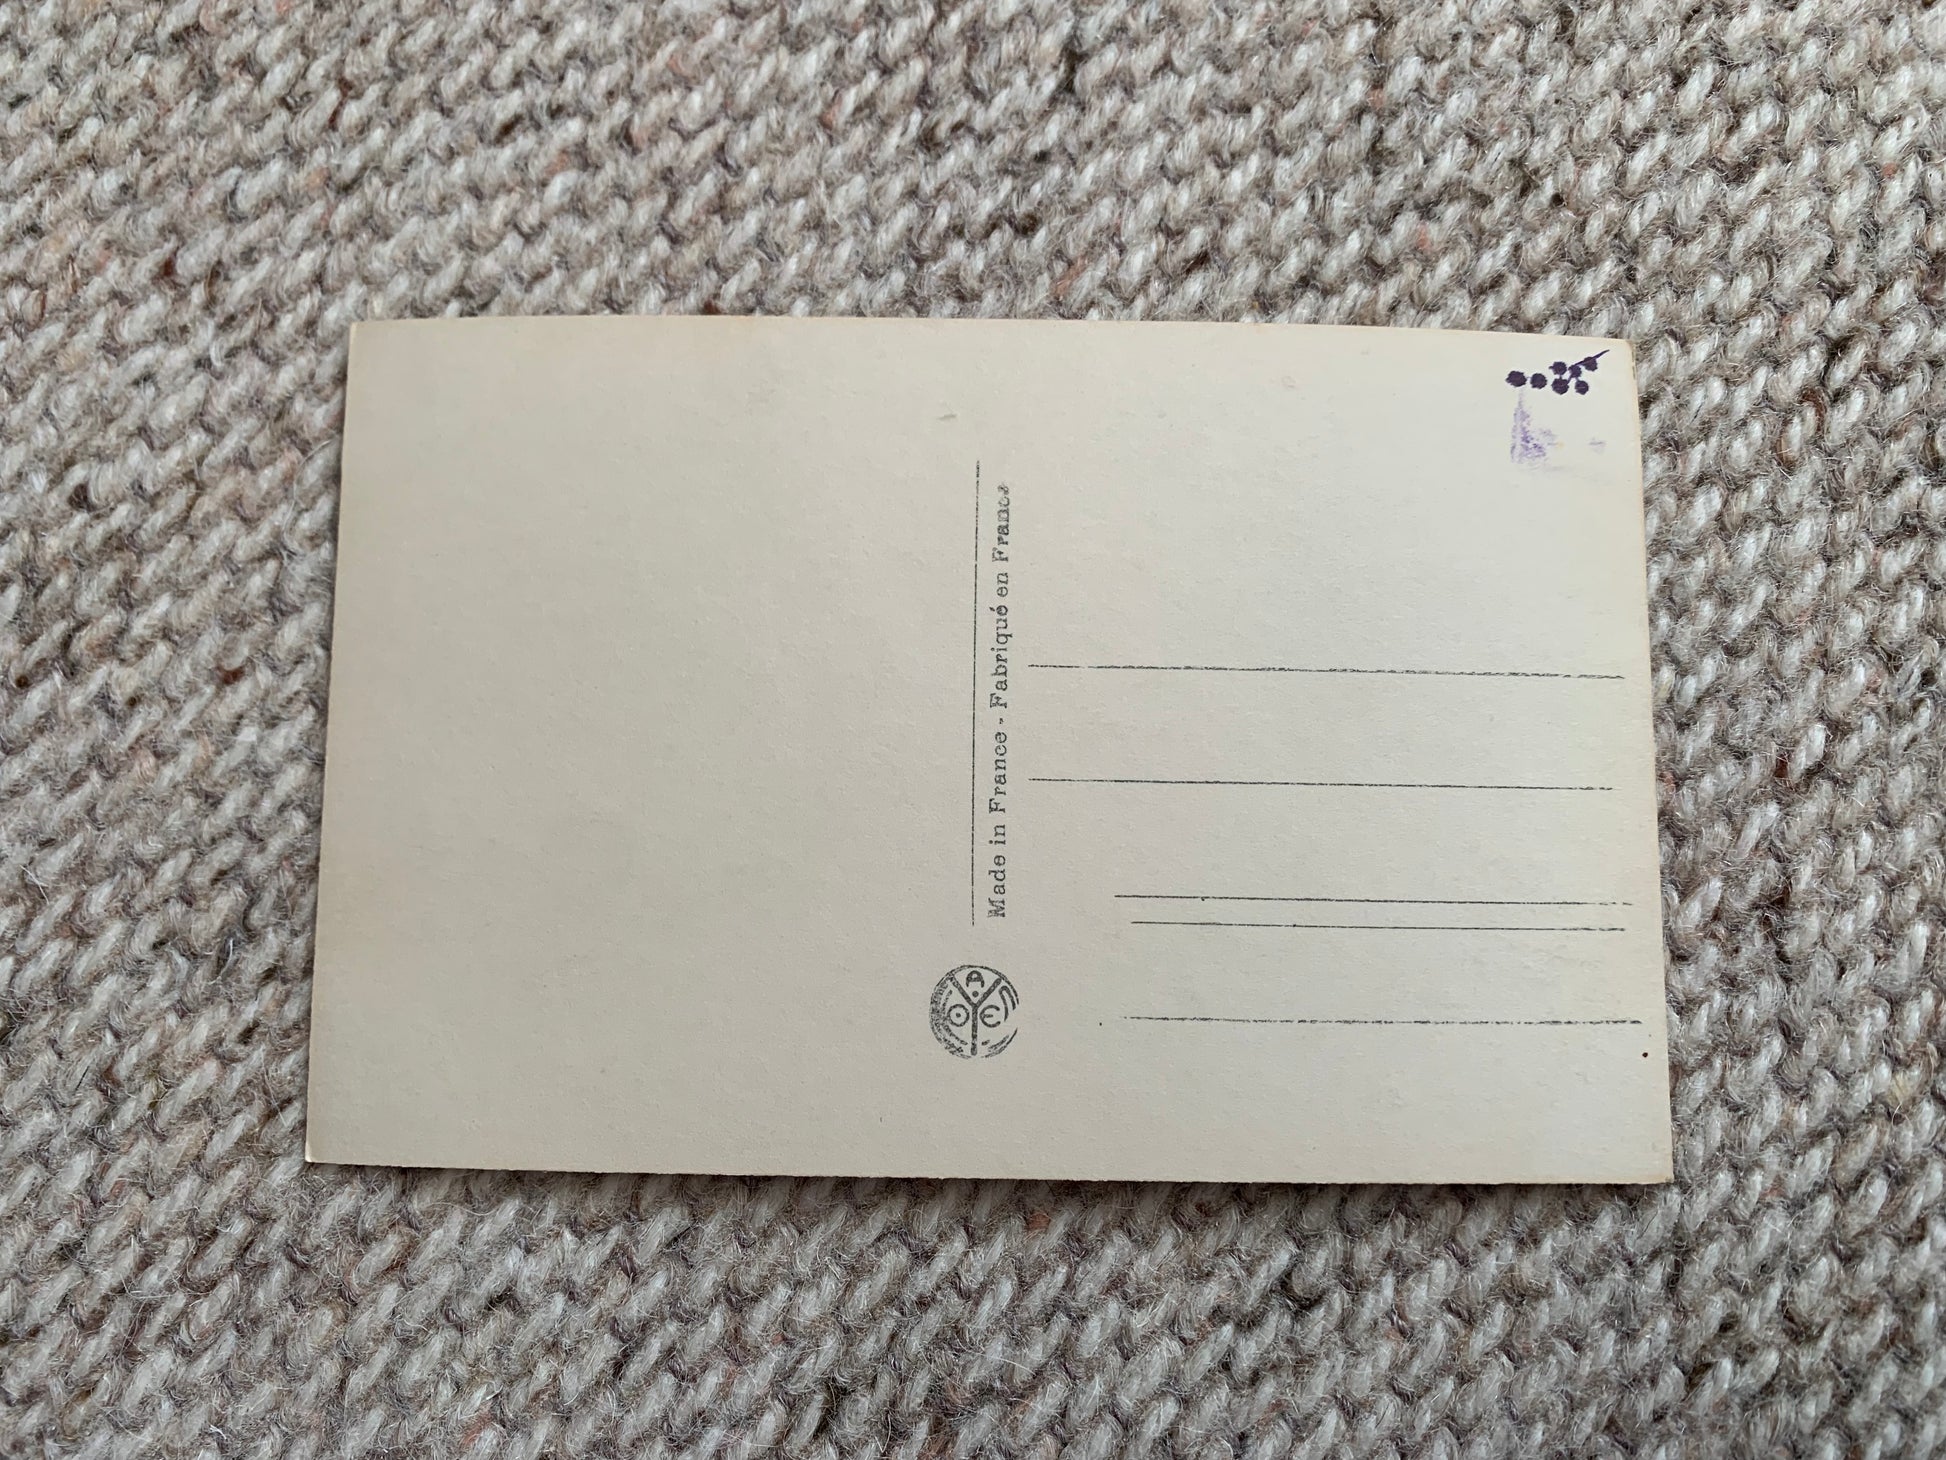 Made in France - Fabriqué en France
A
O E